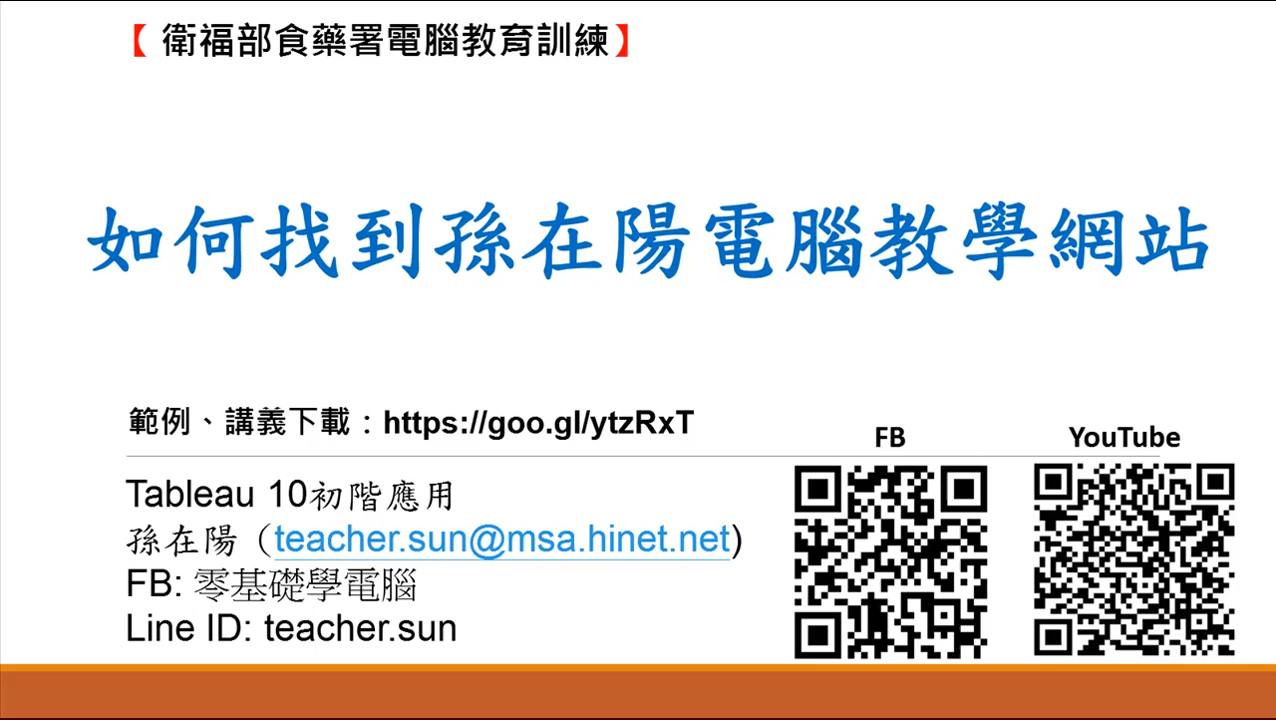 【 衛福部食藥署電腦教育訓練】
如何找到孫在陽電腦教學網站
範例、講義下載：https://goo.gl/ytzRxT
FB
YouTube
Tableau 10初階應用
孫在陽（teacher.sun@msa.hinet.net)
FB: 零基礎學電腦
Line ID: teacher.sun